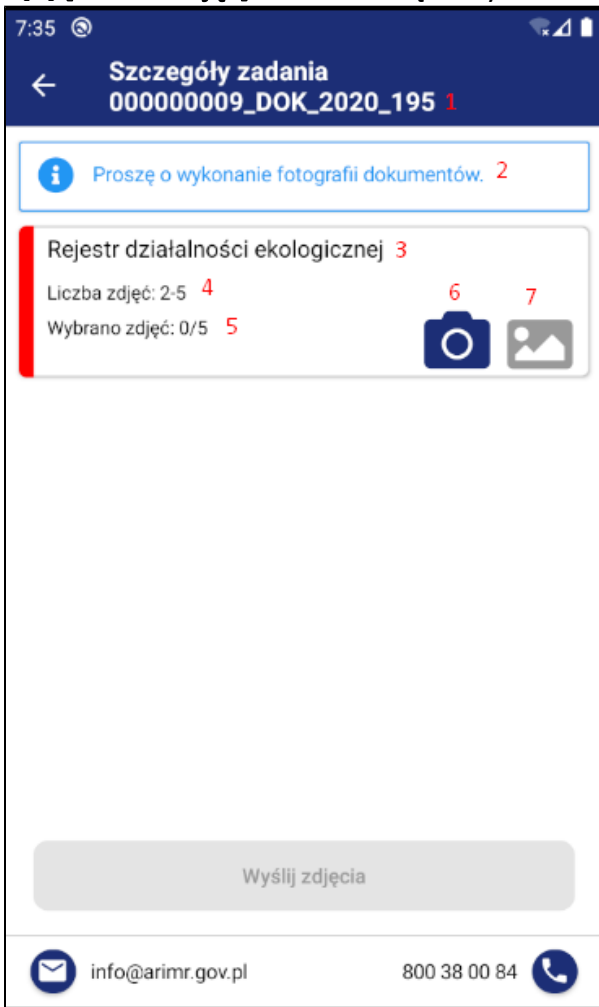 7:35
Szczegóły zadania
000000009_DOK_2020_195 1
Proszę o wykonanie fotografii dokumentów. 2
Rejestr działalności ekologicznej 3
Liczba zdjęć: 2-5 4
6 7
Wybrano zdjęć: 0/5 5
Wyślij zdjęcia
info@arimr.gov.pl 800 38 00 84